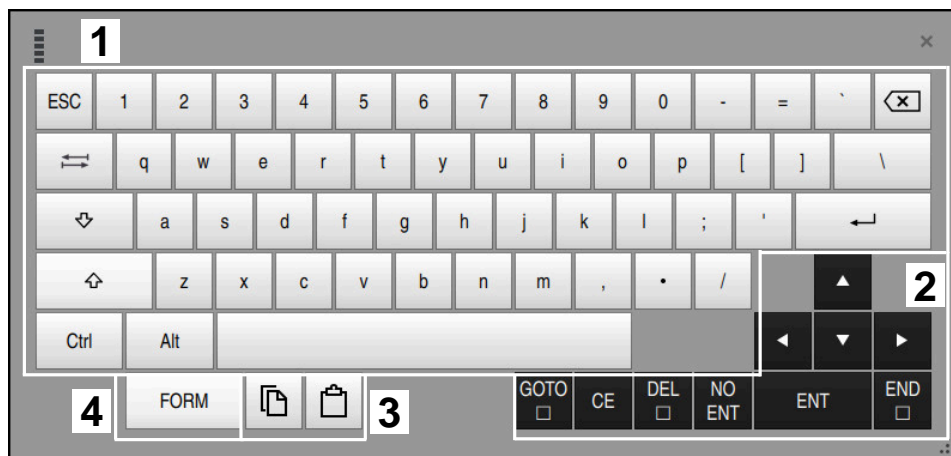 1
×
ESC 1 2 3 4 5 6 7 8 9 0 - = `
q w e r t y u i o p [ ] \
a s d f g h j k l ; '
z x c v b n m , • /
2
Ctrl Alt
4
FORM
3
GOTO CE DEL NO ENT ENT END